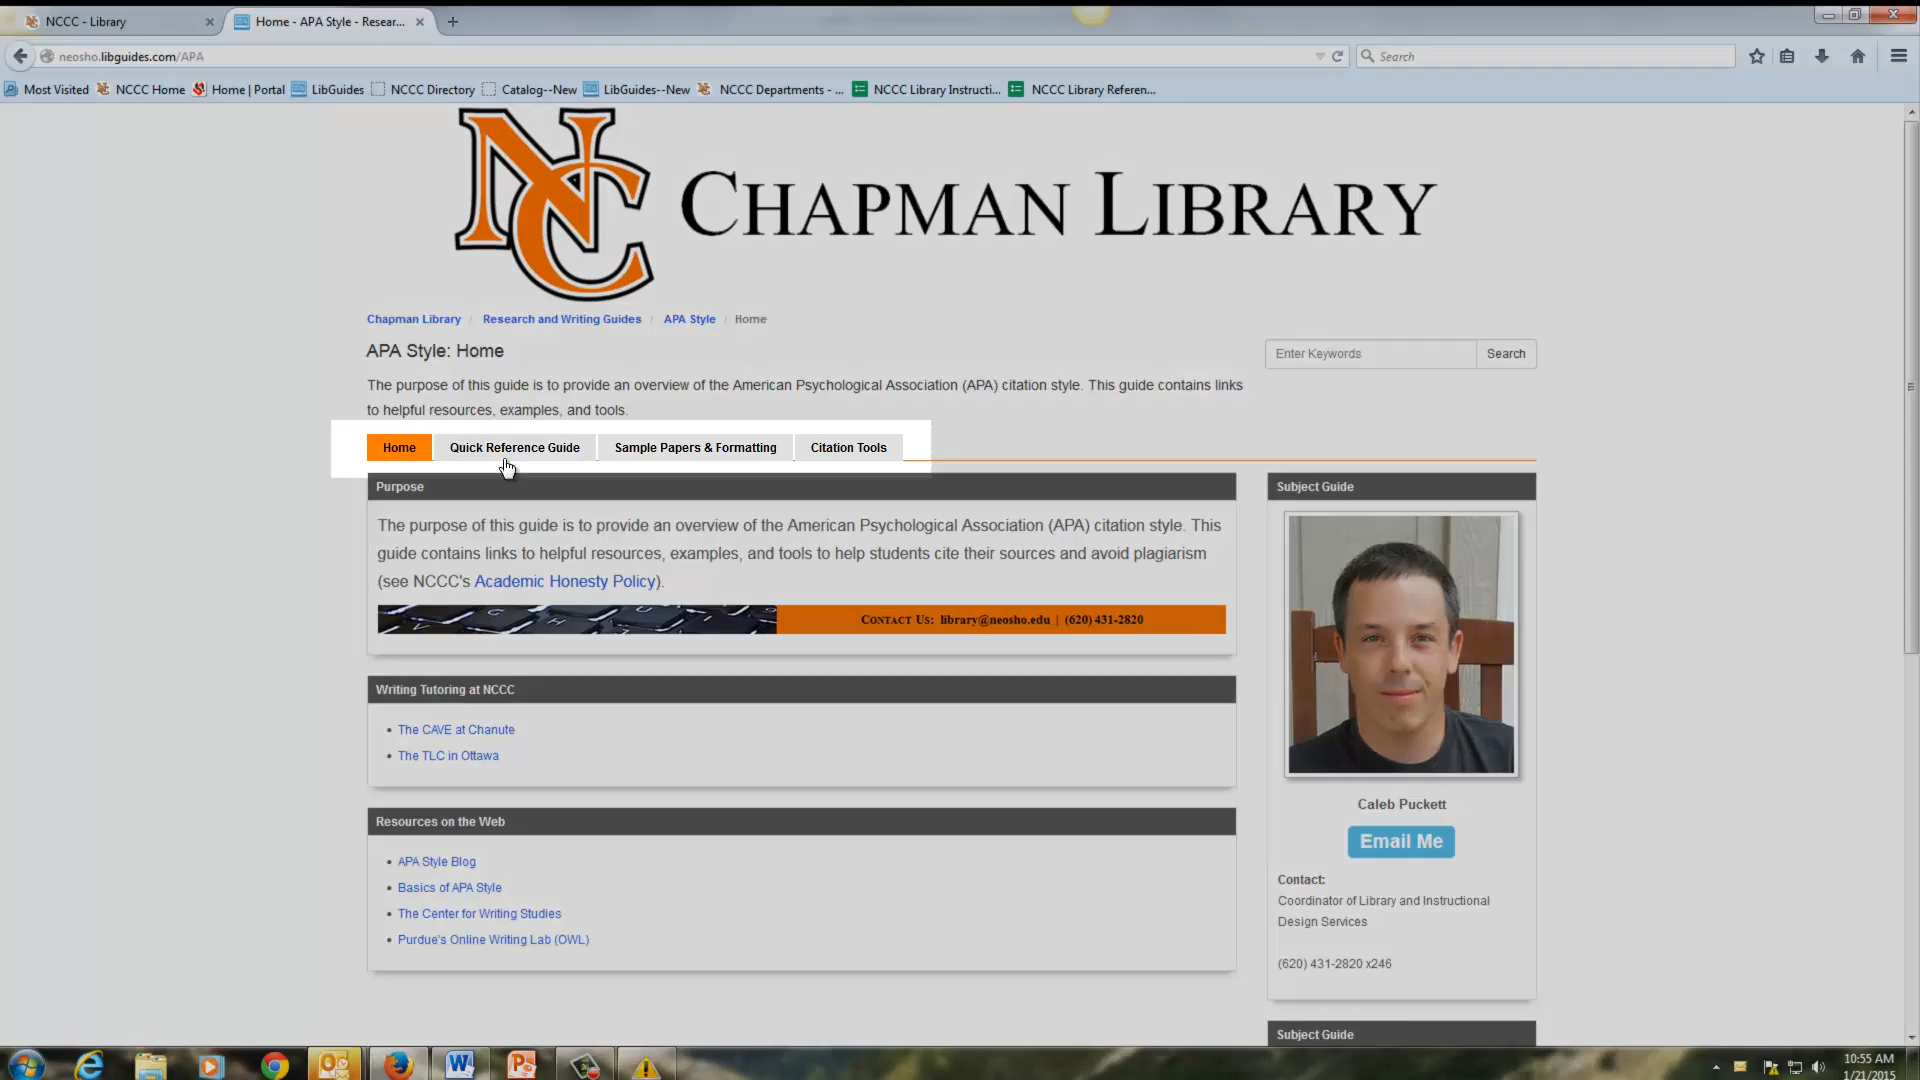 NCCC - Library
Home - APA Style - Resear...
neosho.libguides.com/APA
Search
Most Visited
NCCC Home
Home | Portal
LibGuides
NCCC Directory
Catalog--New
LibGuides--New
NCCC Departments - ...
NCCC Library Instructi...
NCCC Library Referen...
NC
CHAPMAN LIBRARY
Chapman Library / Research and Writing Guides / APA Style / Home
APA Style: Home
Enter Keywords
Search
The purpose of this guide is to provide an overview of the American Psychological Association (APA) citation style. This guide contains links
to helpful resources, examples, and tools.
Home
Quick Reference Guide
Sample Papers & Formatting
Citation Tools
Purpose
The purpose of this guide is to provide an overview of the American Psychological Association (APA) citation style. This
guide contains links to helpful resources, examples, and tools to help students cite their sources and avoid plagiarism
(see NCCC's Academic Honesty Policy).
CONTACT US: library@neosho.edu | (620) 431-2820
Writing Tutoring at NCCC
• The CAVE at Chanute
• The TLC in Ottawa
Resources on the Web
• APA Style Blog
• Basics of APA Style
• The Center for Writing Studies
• Purdue's Online Writing Lab (OWL)
Subject Guide
Caleb Puckett
Email Me
Contact:
Coordinator of Library and Instructional
Design Services
(620) 431-2820 x246
Subject Guide
10:55 AM
1/21/2015